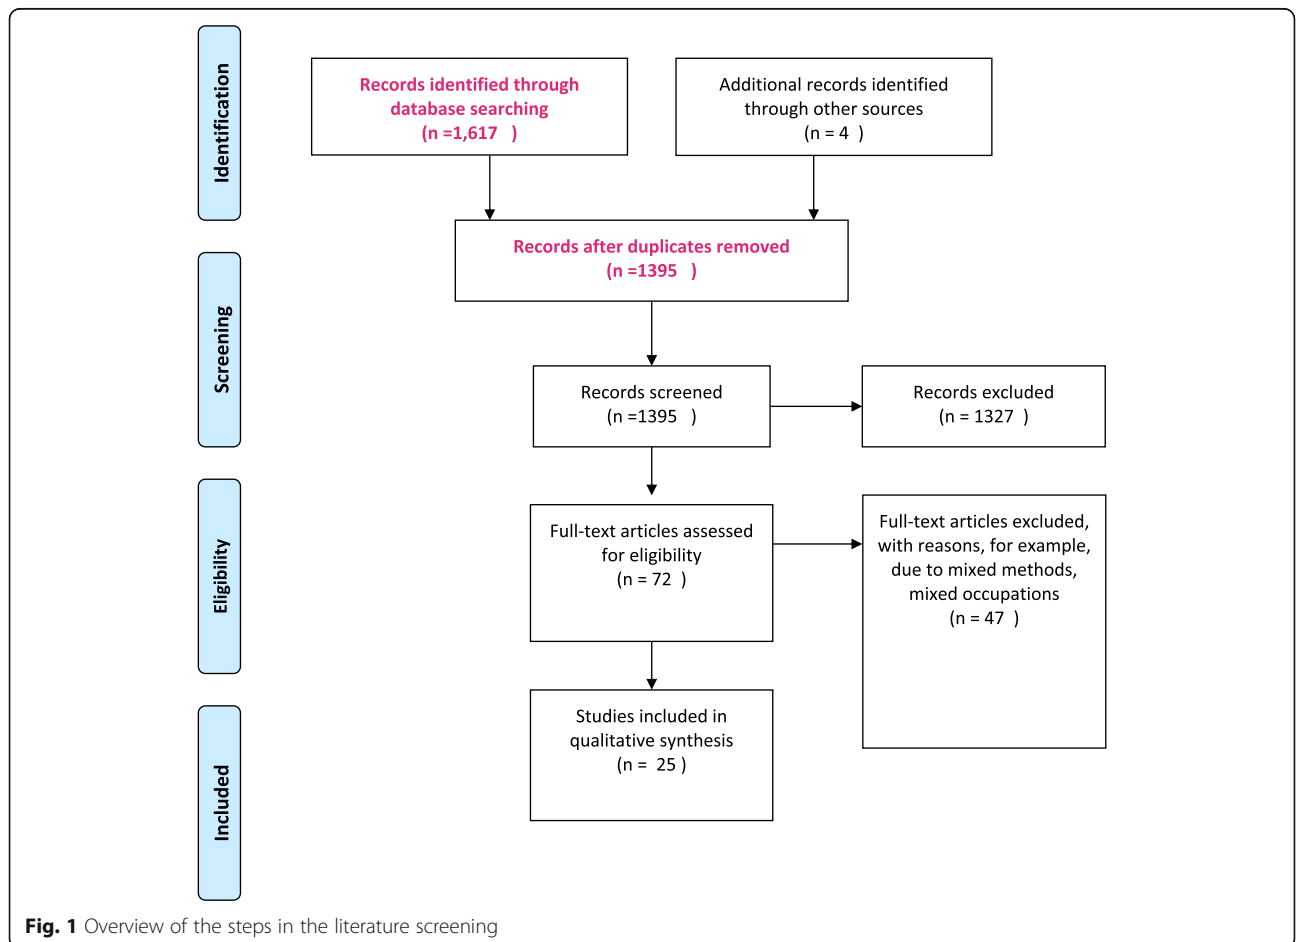 Identification
Records identified through
database searching
(n =1,617   )
Additional records identified
through other sources
(n = 4   )
Records after duplicates removed
(n =1395   )
Screening
Records screened
(n =1395   )
Records excluded
(n = 1327  )
Eligibility
Full-text articles assessed
for eligibility
(n = 72  )
Full-text articles excluded,
with reasons, for example,
due to mixed methods,
mixed occupations
(n = 47  )
Included
Studies included in
qualitative synthesis
(n =  25 )
Fig. 1 Overview of the steps in the literature screening